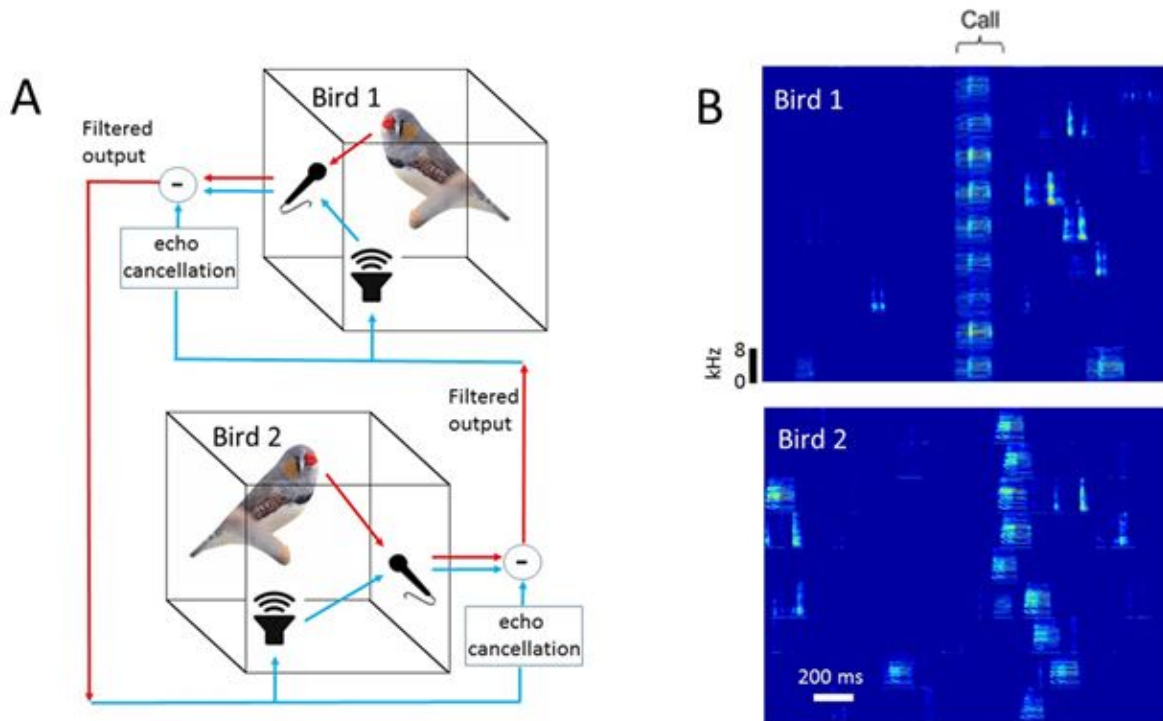 A
Bird 1
Filtered
output
-
echo
cancellation
Filtered
output
Bird 2
-
echo
cancellation
B
Call
Bird 1
8
kHz
0
Bird 2
200 ms